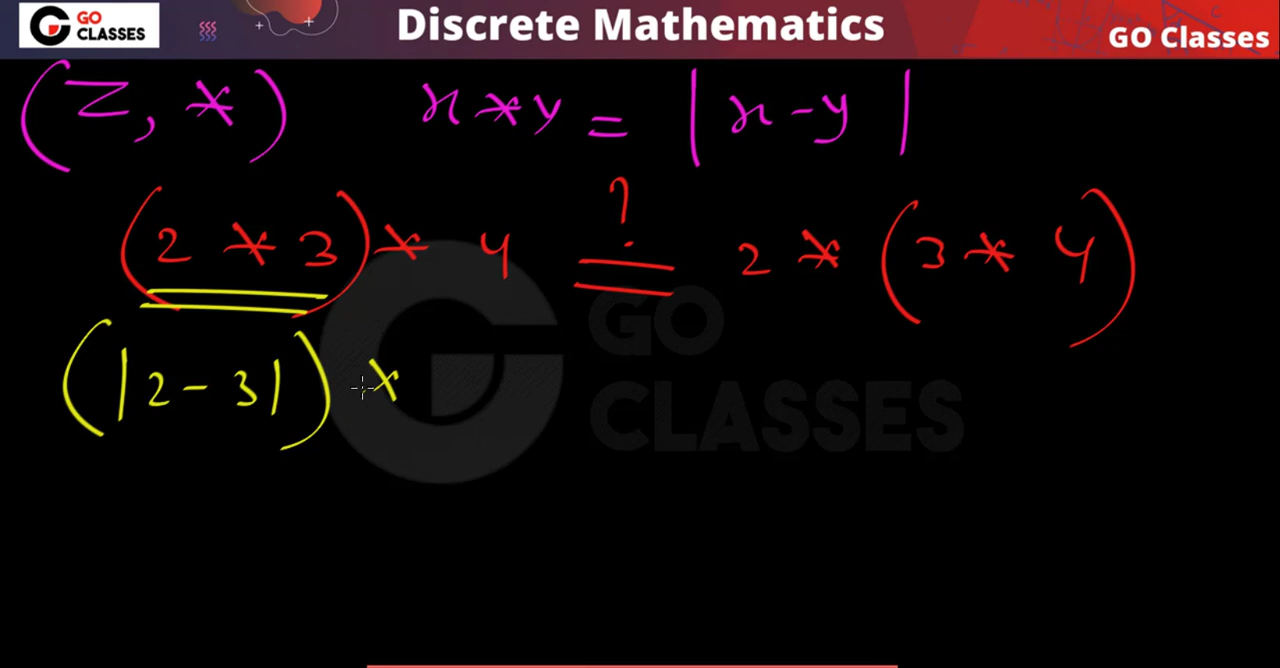 GO CLASSES
Discrete Mathematics
GO Classes
(Z, *) x * y = |x - y|
(2 * 3) * 4 ?= 2 * (3 * 4)
(|2 - 3|) *
GO
CLASSES